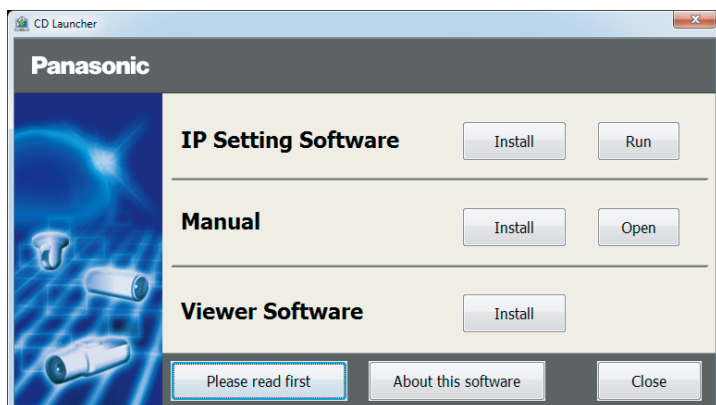 CD Launcher
Panasonic
IP Setting Software Install Run
Manual Install Open
Viewer Software Install
Please read first About this software Close